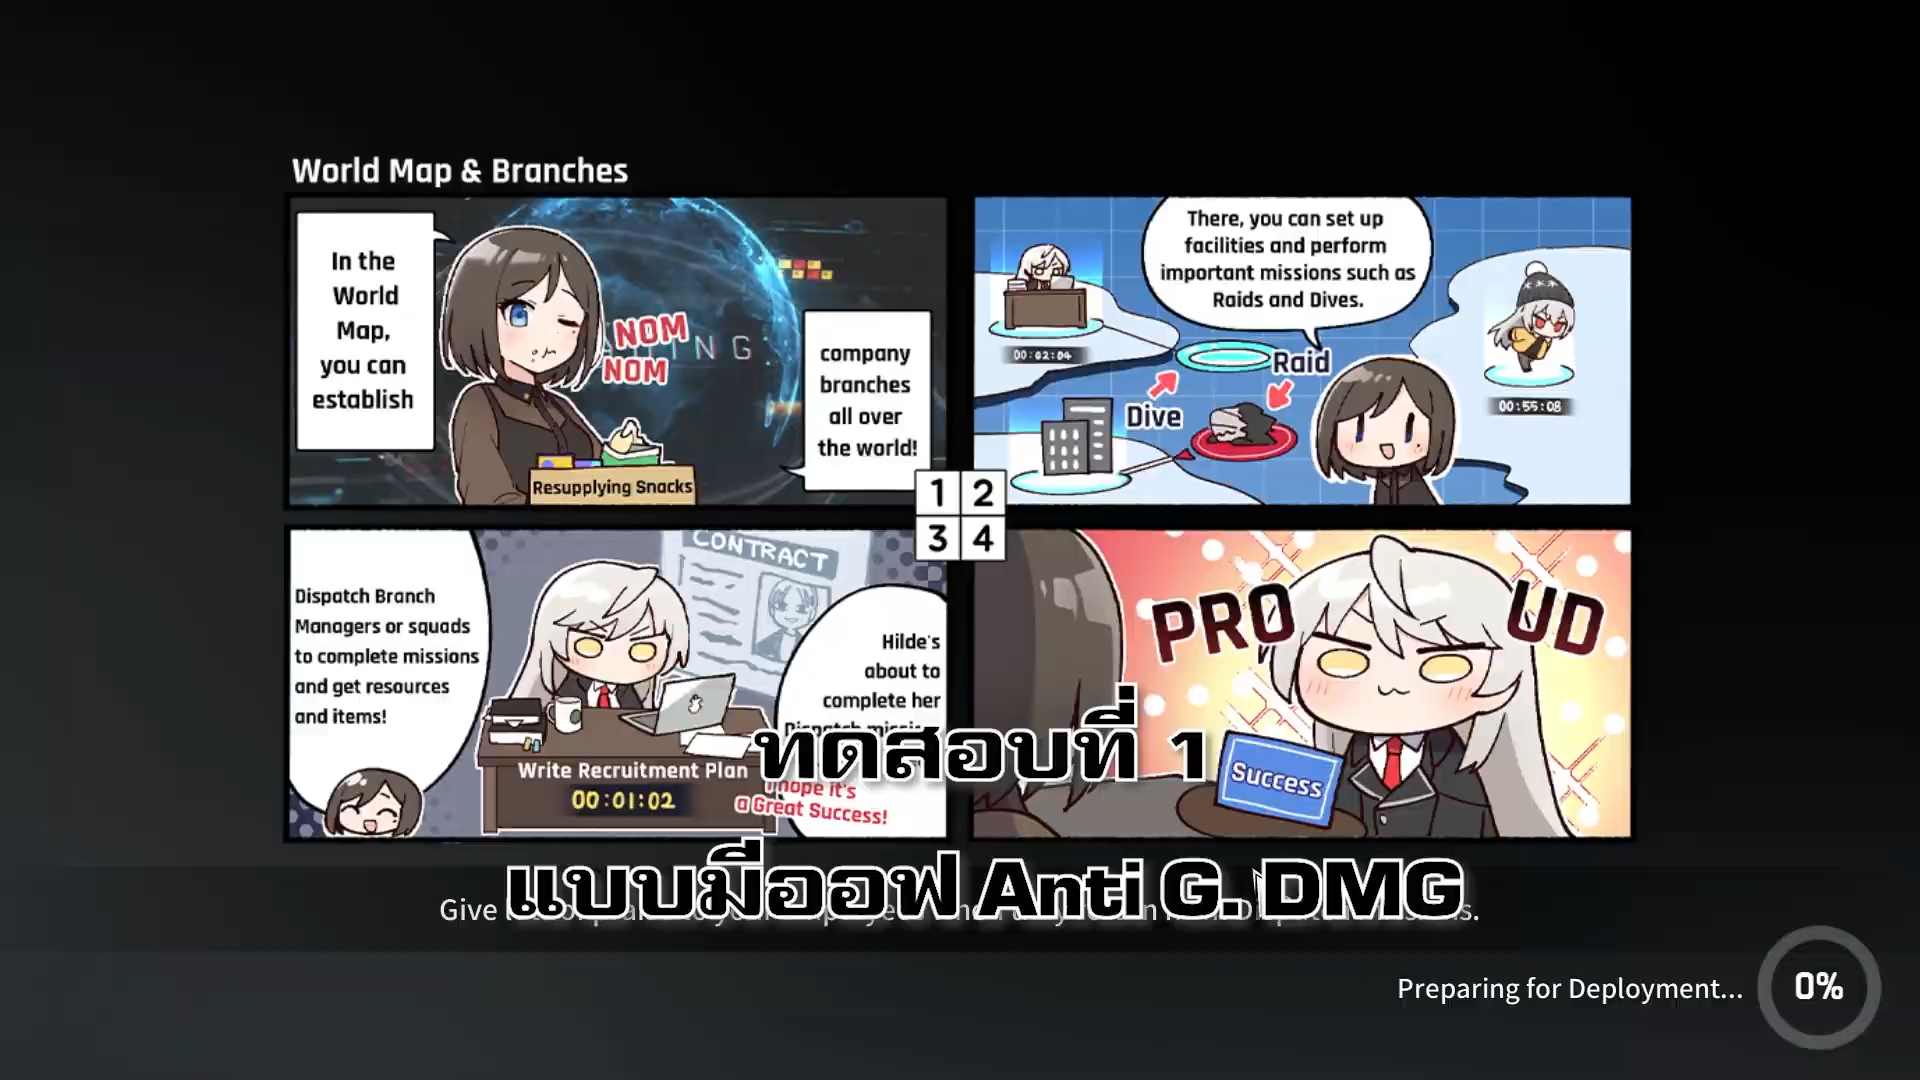 World Map & Branches
In the
World
Map,
you can
establish
NOM
NOM
company
branches
all over
the world!
Resupplying Snacks
There, you can set up
facilities and perform
important missions such as
Raids and Dives.
00:02:04
Raid
Dive
00:55:08
1 2
3 4
Dispatch Branch
Managers or squads
to complete missions
and get resources
and items!
CONTRACT
Hilde's
about to
complete her
Write Recruitment Plan
00:01:02
hope it's
a Great Success!
PROUD
Success
ทดสอบที่ 1
แบบมีออฟ Anti G. DMG
Give
Preparing for Deployment...
0%